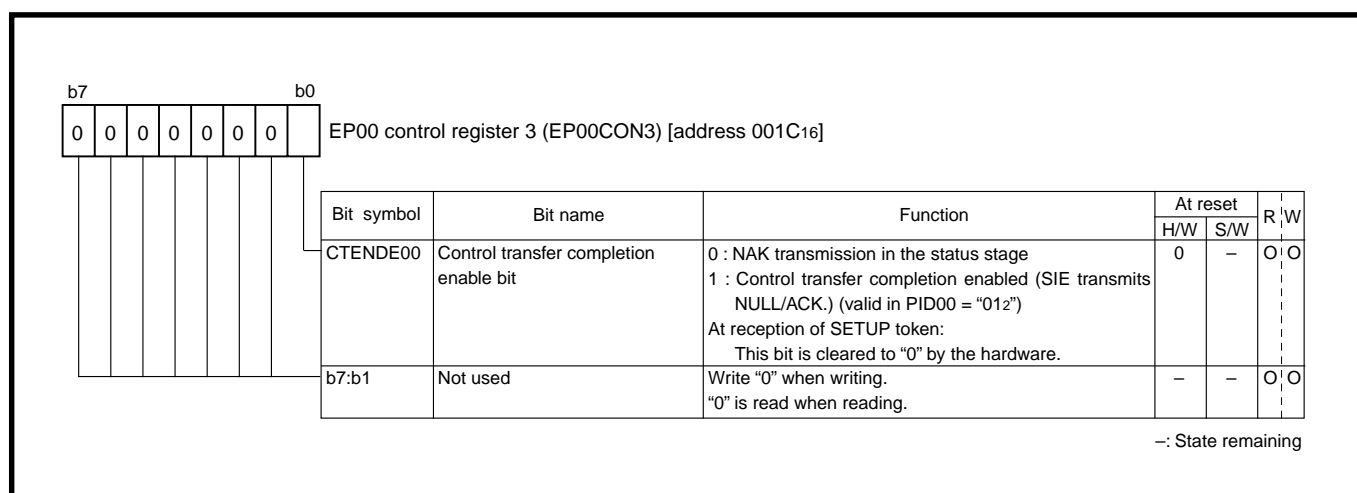 b7 b0
0 0 0 0 0 0 0
EP00 control register 3 (EP00CON3) [address 001C16]
Bit symbol Bit name Function At reset R W
H/W S/W
CTENDE00 Control transfer completion 0 : NAK transmission in the status stage 0 – O O
enable bit 1 : Control transfer completion enabled (SIE transmits
NULL/ACK.) (valid in PID00 = “012”)
At reception of SETUP token:
This bit is cleared to “0” by the hardware.
b7:b1 Not used Write “0” when writing. – – O O
“0” is read when reading.
–: State remaining